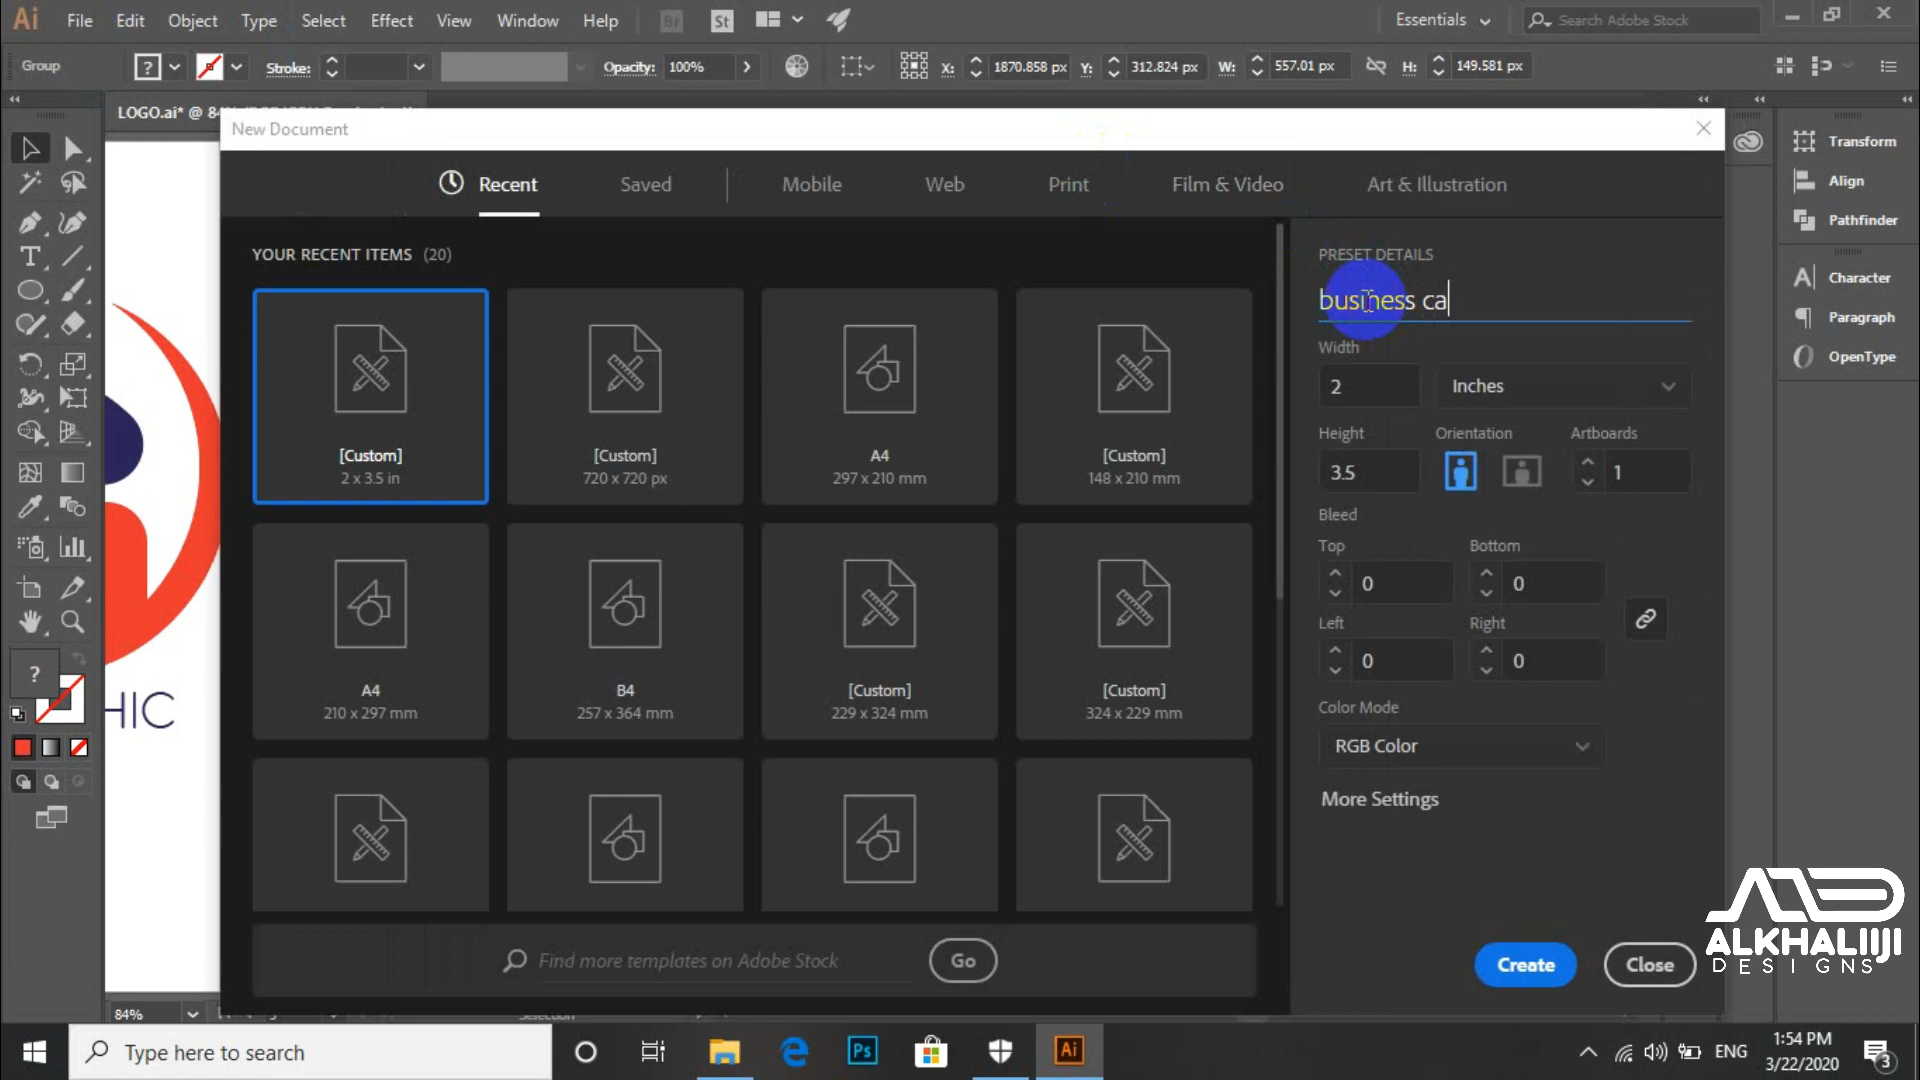 Ai File Edit Object Type Select Effect View Window Help Br St Essentials Search Adobe Stock
Group ? Stroke: Opacity: 100% X: 1870.858 px Y: 312.824 px W: 557.01 px H: 149.581 px
LOGO.ai* @ 84%
New Document
Recent Saved Mobile Web Print Film & Video Art & Illustration
YOUR RECENT ITEMS (20)
[Custom]
2 x 3.5 in
[Custom]
720 x 720 px
A4
297 x 210 mm
[Custom]
148 x 210 mm
A4
210 x 297 mm
B4
257 x 364 mm
[Custom]
229 x 324 mm
[Custom]
324 x 229 mm
Find more templates on Adobe Stock Go
PRESET DETAILS
business ca
Width
2 Inches
Height Orientation Artboards
3.5 1
Bleed
Top Bottom
0 0
Left Right
0 0
Color Mode
RGB Color
More Settings
Create Close
Transform
Align
Pathfinder
Character
Paragraph
OpenType
?
HIC
84%
Selection
ALKHALIIJI
DESIGNS
Type here to search
Ps
Ai
ENG
1:54 PM
3/22/2020
3